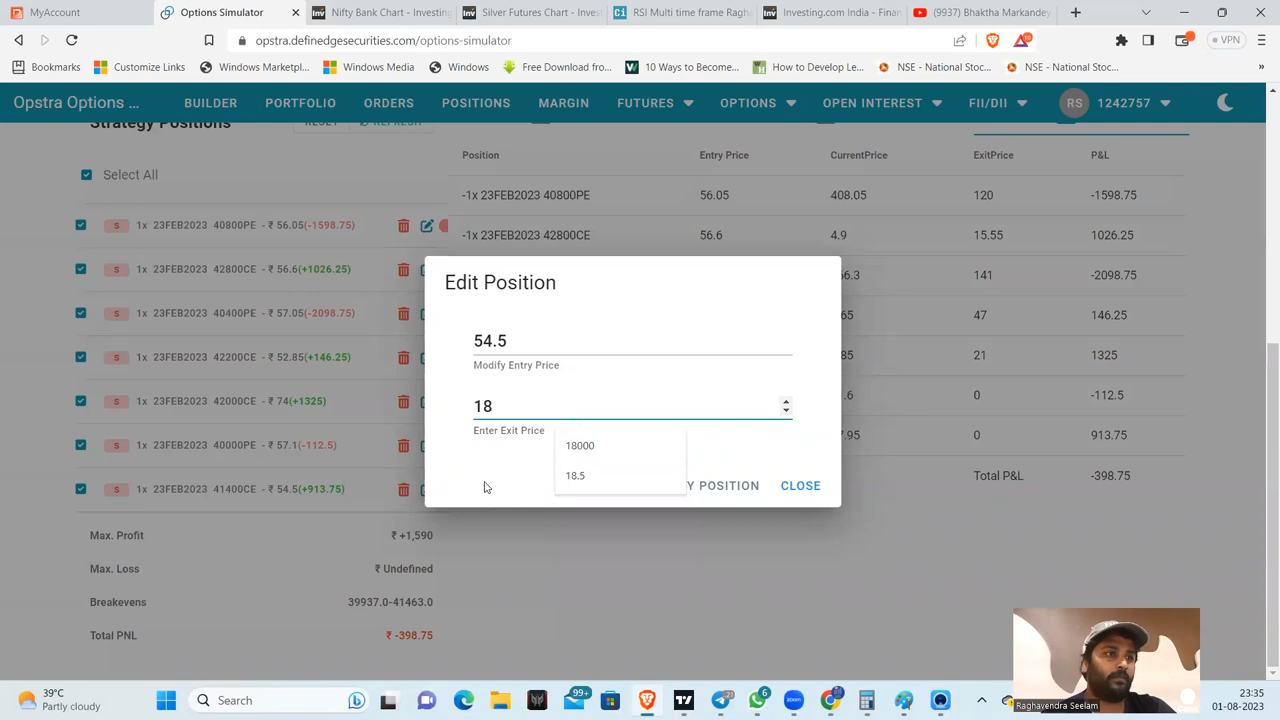 MyAccount
Options Simulator
Nifty Bank Chart - Investing
Silver Futures Chart - Invest
RSI Multi time frame Ragha
Investing.com India - Finan
(9937) Bhaktha Markandey
opstra.definedgesecurities.com/options-simulator
VPN
Bookmarks
Customize Links
Windows Marketpl...
Windows Media
Windows
Free Download from...
10 Ways to Become...
How to Develop Le...
NSE - National Stoc...
NSE - National Stoc...
Opstra Options ...
BUILDER
PORTFOLIO
ORDERS
POSITIONS
MARGIN
FUTURES
OPTIONS
OPEN INTEREST
FII/DII
RS
1242757
Strategy Positions
RESET
REFRESH
Select All
S 1x 23FEB2023 40800PE - ₹ 56.05(-1598.75)
S 1x 23FEB2023 42800CE - ₹ 56.6(+1026.25)
S 1x 23FEB2023 40400PE - ₹ 57.05(-2098.75)
S 1x 23FEB2023 42200CE - ₹ 52.85(+146.25)
S 1x 23FEB2023 42000CE - ₹ 74(+1325)
S 1x 23FEB2023 40000PE - ₹ 57.1(-112.5)
S 1x 23FEB2023 41400CE - ₹ 54.5(+913.75)
Max. Profit ₹ +1,590
Max. Loss ₹ Undefined
Breakevens 39937.0-41463.0
Total PNL ₹ -398.75
Position Entry Price CurrentPrice ExitPrice P&L
-1x 23FEB2023 40800PE 56.05 408.05 120 -1598.75
-1x 23FEB2023 42800CE 56.6 4.9 15.55 1026.25
141 -2098.75
47 146.25
21 1325
0 -112.5
0 913.75
Total P&L -398.75
Edit Position
54.5
Modify Entry Price
18
Enter Exit Price
18000
18.5
Y POSITION
CLOSE
Raghavendra Seelam
39°C
Partly cloudy
Search
99+
6
23:35
01-08-2023